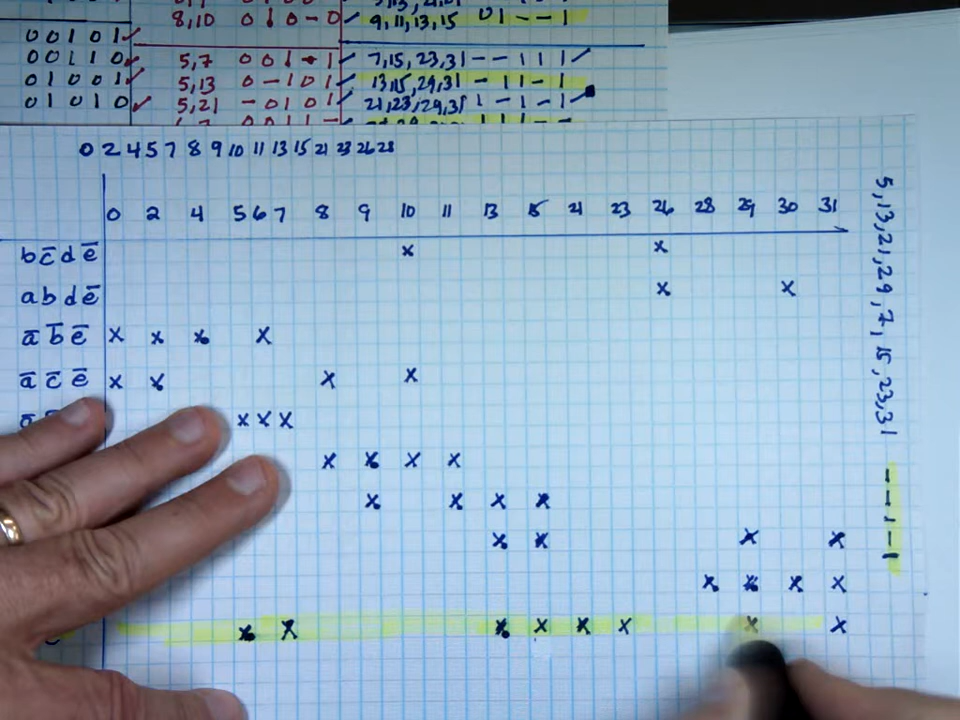 8,10 0 1 0 - 0 ✓ 9,11,13,15 0 1 - - 1
0 0 1 0 1 ✓
0 0 1 1 0 ✓ 5,7 0 0 1 - 1 ✓ 7,15,23,31 - - 1 1 1 ✓
0 1 0 0 1 ✓ 5,13 0 - 1 0 1 ✓ 13,15,29,31 - 1 1 - 1
0 1 0 1 0 ✓ 5,21 - 0 1 0 1 ✓ 21,23,29,31 1 - 1 - 1 ✓
0 2 4 5 7 8 9 10 11 13 15 21 23 26 28
0 2 4 5 6 7 8 9 10 11 13 15 21 23 26 28 29 30 31
b c̅ d e̅ x x
a b d e̅ x x
a̅ b̅ e̅ x x x x
a̅ c̅ e̅ x x x x
a̅ x x x
x x x x
x x x x
x x x x
x x x x
x x x x x x x x
5,13,21,29,7,15,23,31 - - 1 - 1